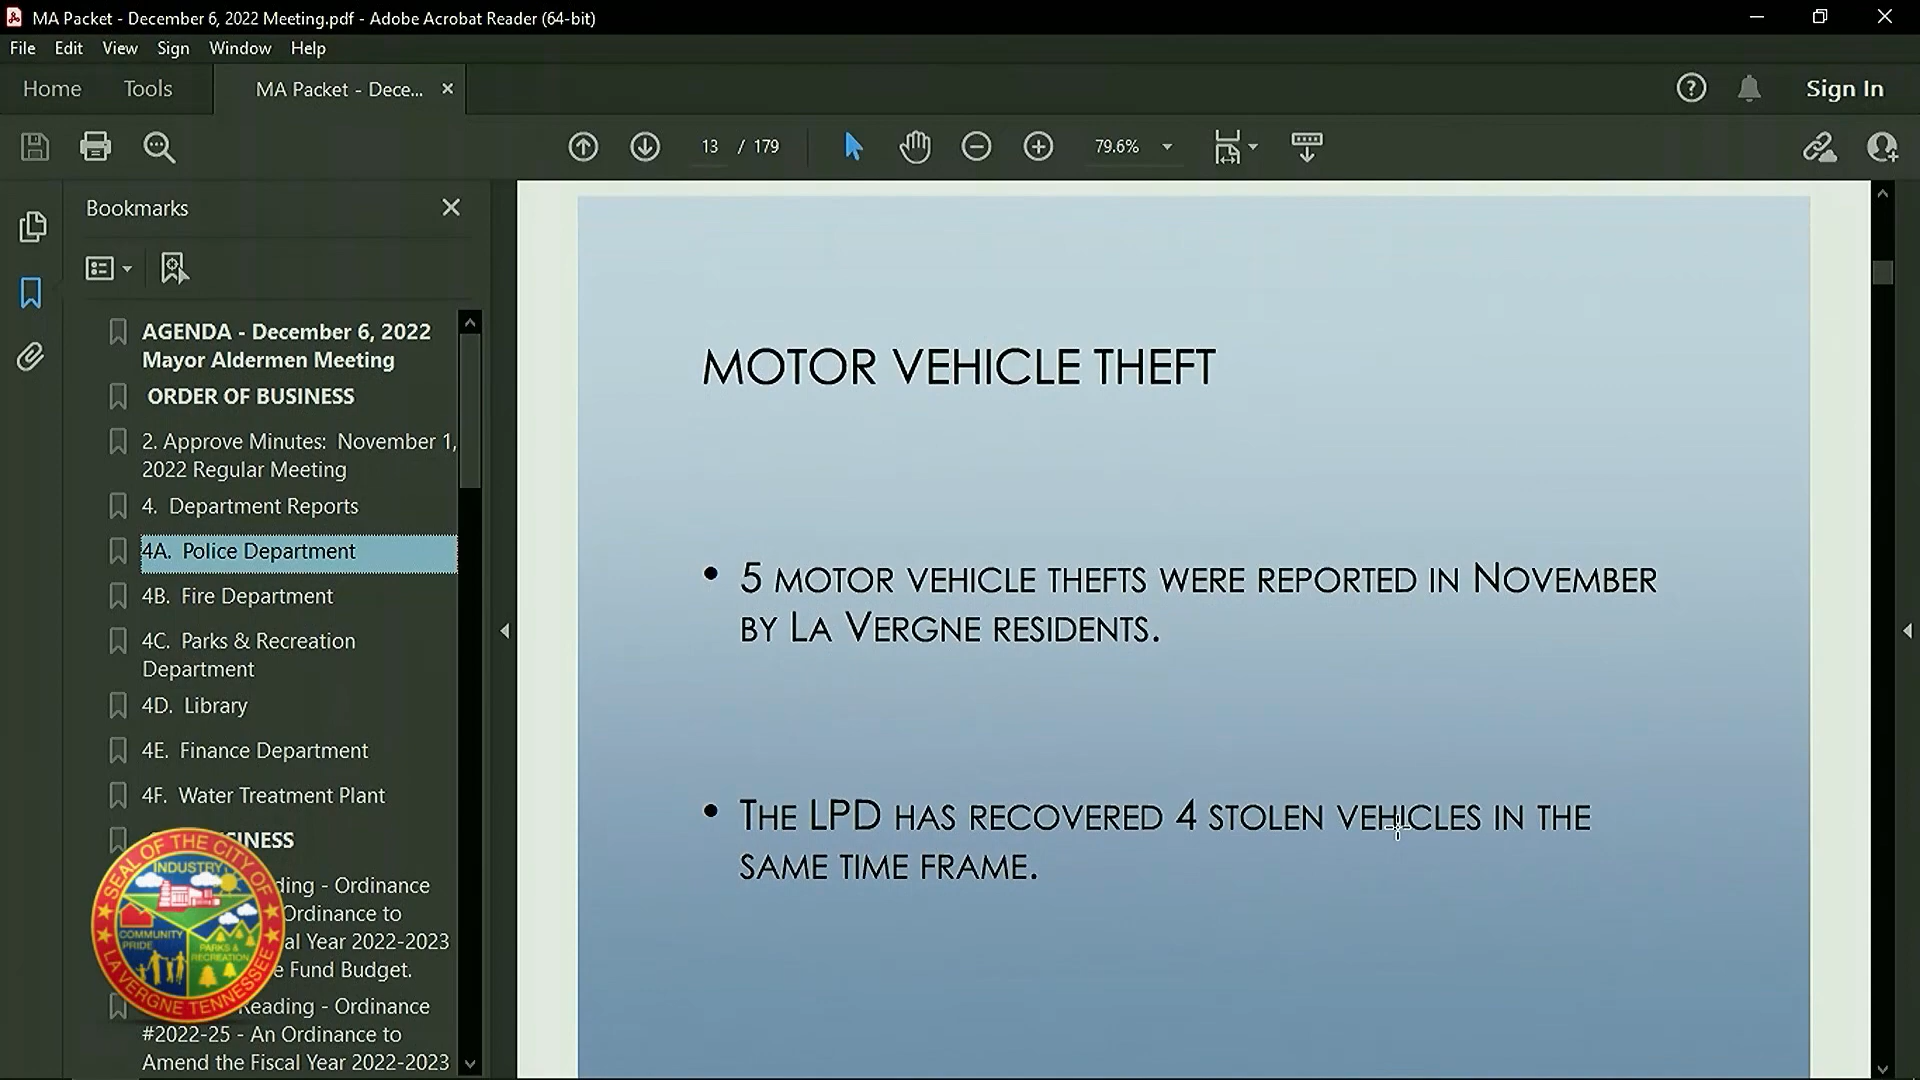 MA Packet - December 6, 2022 Meeting.pdf - Adobe Acrobat Reader (64-bit)
File Edit View Sign Window Help
Home Tools MA Packet - Dece... Sign In
13 / 179 79.6%
Bookmarks
AGENDA - December 6, 2022
Mayor Aldermen Meeting
ORDER OF BUSINESS
2. Approve Minutes: November 1,
2022 Regular Meeting
4. Department Reports
4A. Police Department
4B. Fire Department
4C. Parks & Recreation
Department
4D. Library
4E. Finance Department
4F. Water Treatment Plant
ding - Ordinance
Ordinance to
al Year 2022-2023
e Fund Budget.
Reading - Ordinance
#2022-25 - An Ordinance to
Amend the Fiscal Year 2022-2023
SEAL OF THE CITY OF
LA VERGNE TENNESSEE
INDUSTRY
COMMUNITY
PRIDE
PARKS &
RECREATION
MOTOR VEHICLE THEFT
• 5 MOTOR VEHICLE THEFTS WERE REPORTED IN NOVEMBER
BY LA VERGNE RESIDENTS.
• THE LPD HAS RECOVERED 4 STOLEN VEHICLES IN THE
SAME TIME FRAME.